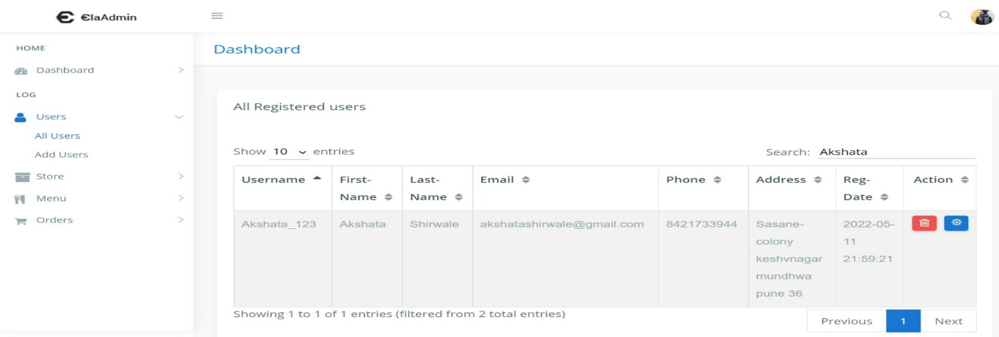 ElaAdmin
HOME
Dashboard
LOG
Users
All Users
Add Users
Store
Menu
Orders
Dashboard
All Registered users
Show 10 entries
Search: Akshata
Username First- Last- Email Phone Address Reg- Action
Name Name Date
Akshata_123 Akshata Shirwale akshatashirwale@gmail.com 8421733944 Sasane- 2022-05-
colony 11
keshvnagar 21:59:21
mundhwa
pune 36
Showing 1 to 1 of 1 entries (filtered from 2 total entries)
Previous 1 Next